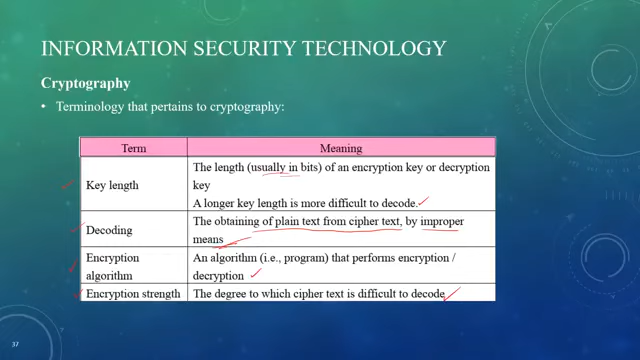 INFORMATION SECURITY TECHNOLOGY
Cryptography
• Terminology that pertains to cryptography:
Term Meaning
Key length
The length (usually in bits) of an encryption key or decryption
key
A longer key length is more difficult to decode.
Decoding
The obtaining of plain text from cipher text, by improper
means
Encryption
algorithm
An algorithm (i.e., program) that performs encryption /
decryption
Encryption strength The degree to which cipher text is difficult to decode
37